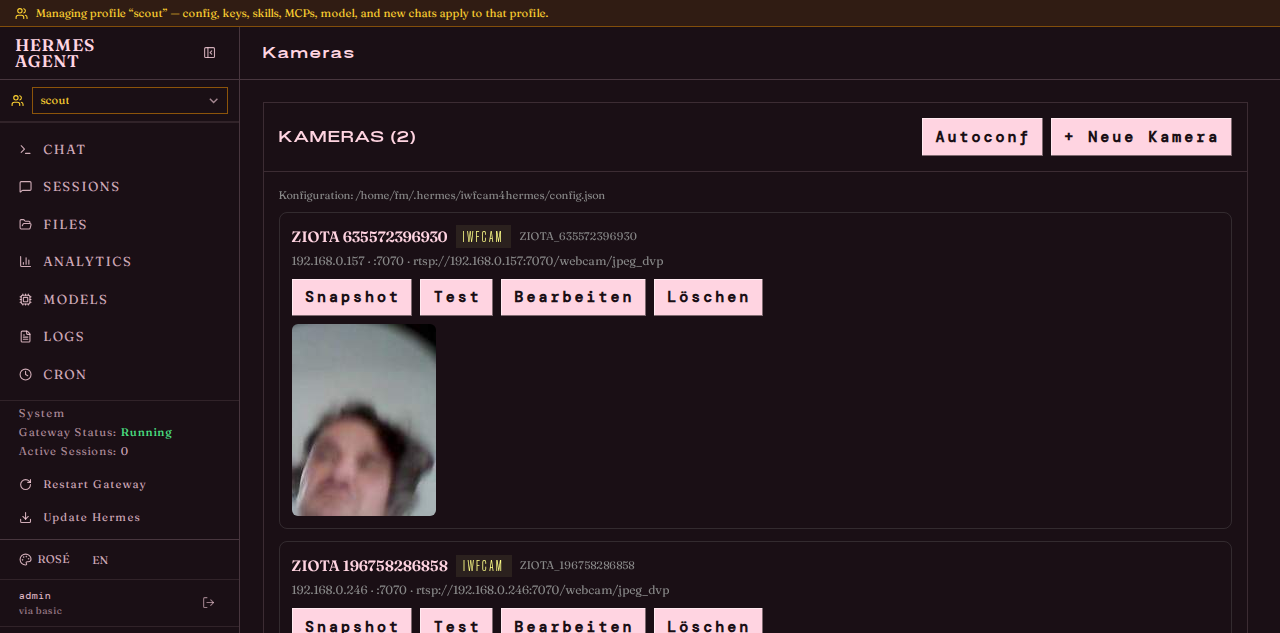 Managing profile “scout” — config, keys, skills, MCPs, model, and new chats apply to that profile.
HERMES
AGENT
scout
CHAT
SESSIONS
FILES
ANALYTICS
MODELS
LOGS
CRON
System
Gateway Status: Running
Active Sessions: 0
Restart Gateway
Update Hermes
ROSÉ EN
admin
via basic
Kameras
KAMERAS (2)
Autoconf
+ Neue Kamera
Konfiguration: /home/fm/.hermes/iwfcam4hermes/config.json
ZIOTA 635572396930 IWFCAM ZIOTA_635572396930
192.168.0.157 · :7070 · rtsp://192.168.0.157:7070/webcam/jpeg_dvp
Snapshot Test Bearbeiten Löschen
ZIOTA 196758286858 IWFCAM ZIOTA_196758286858
192.168.0.246 · :7070 · rtsp://192.168.0.246:7070/webcam/jpeg_dvp
Snapshot Test Bearbeiten Löschen